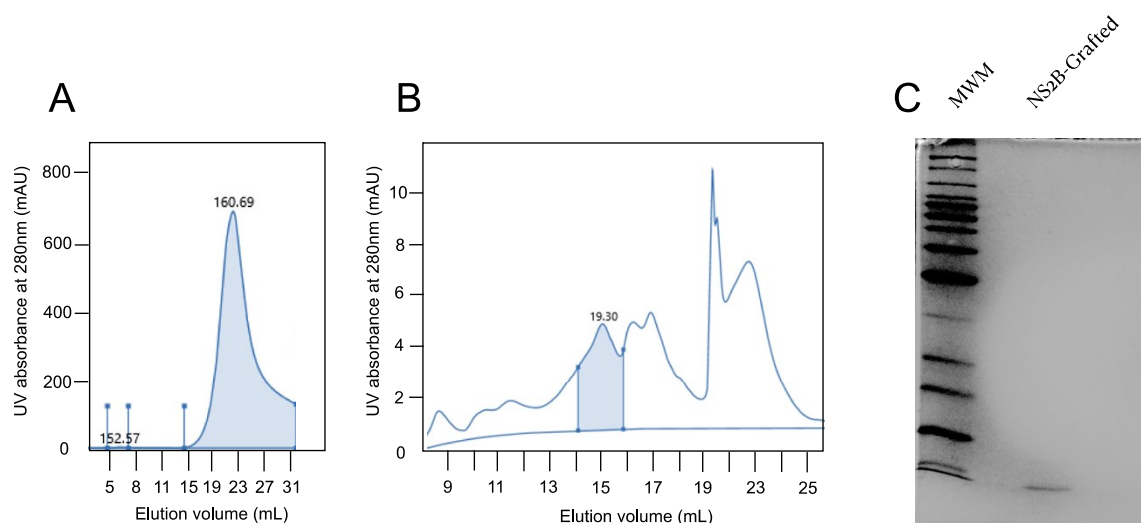 A
UV absorbance at 280nm (mAU)
800
600
400
200
0
160.69
152.57
5 8 11 15 19 23 27 31
Elution volume (mL)
B
UV absorbance at 280nm (mAU)
10
8
6
4
2
0
19.30
9 11 13 15 17 19 23 25
Elution volume (mL)
C
MWM
NS2B-Grafted